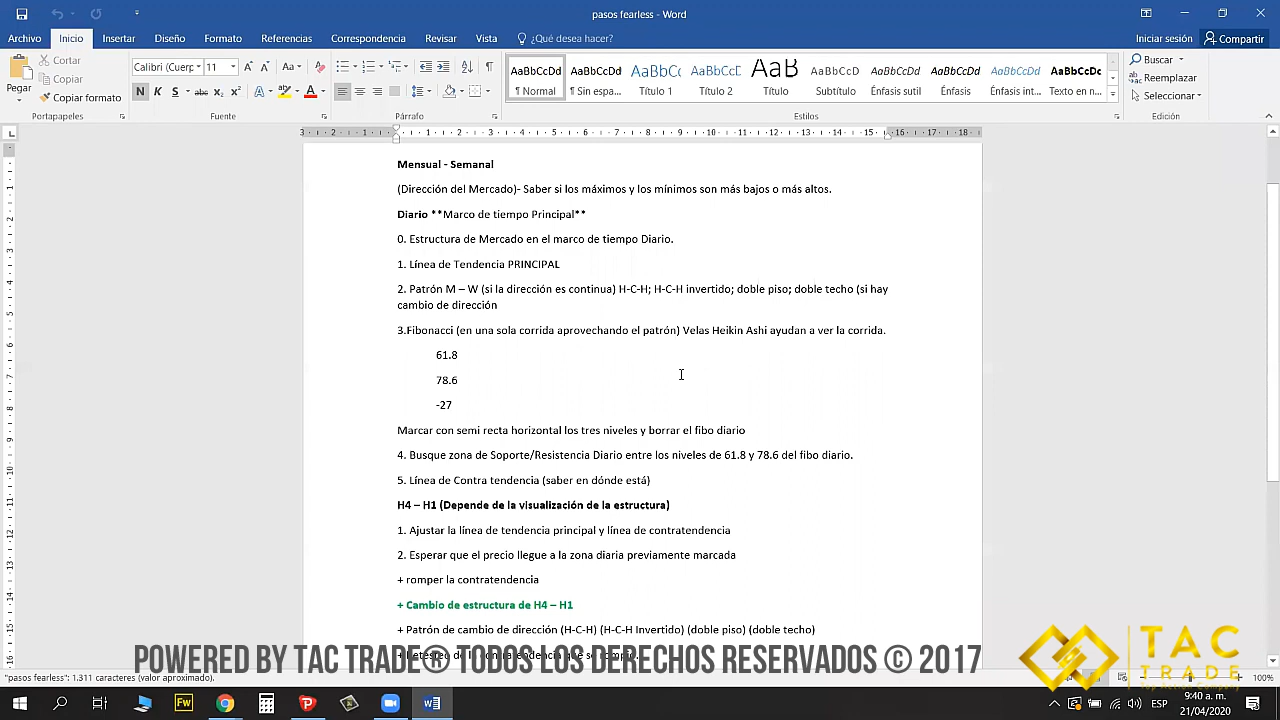 pasos fearless - Word
Archivo Inicio Insertar Diseño Formato Referencias Correspondencia Revisar Vista ¿Qué desea hacer? Iniciar sesión Compartir
Pegar
Cortar
Copiar
Copiar formato
Portapapeles
Calibri (Cuerp 11
Fuente
Párrafo
AaBbCcDd AaBbCcDd AaBbC( AaBbCcD AaB AaBbCcD AaBbCcDd AaBbCcDd AaBbCcDd AaBbCcDc
¶ Normal ¶ Sin espa... Título 1 Título 2 Título Subtítulo Énfasis sutil Énfasis Énfasis int... Texto en n...
Estilos
Buscar
Reemplazar
Seleccionar
Edición
Mensual - Semanal
(Dirección del Mercado)- Saber si los máximos y los mínimos son más bajos o más altos.
Diario **Marco de tiempo Principal**
0. Estructura de Mercado en el marco de tiempo Diario.
1. Línea de Tendencia PRINCIPAL
2. Patrón M – W (si la dirección es continua) H-C-H; H-C-H invertido; doble piso; doble techo (si hay
cambio de dirección
3.Fibonacci (en una sola corrida aprovechando el patrón) Velas Heikin Ashi ayudan a ver la corrida.
61.8
78.6
-27
Marcar con semi recta horizontal los tres niveles y borrar el fibo diario
4. Busque zona de Soporte/Resistencia Diario entre los niveles de 61.8 y 78.6 del fibo diario.
5. Línea de Contra tendencia (saber en dónde está)
H4 – H1 (Depende de la visualización de la estructura)
1. Ajustar la línea de tendencia principal y línea de contratendencia
2. Esperar que el precio llegue a la zona diaria previamente marcada
+ romper la contratendencia
+ Cambio de estructura de H4 – H1
+ Patrón de cambio de dirección (H-C-H) (H-C-H Invertido) (doble piso) (doble techo)
POWERED BY TAC TRADE® TODOS LOS DERECHOS RESERVADOS © 2017
TAC
TRADE
Top Action Company
"pasos fearless": 1.311 caracteres (valor aproximado).
100%
ESP
9:40 a. m.
21/04/2020